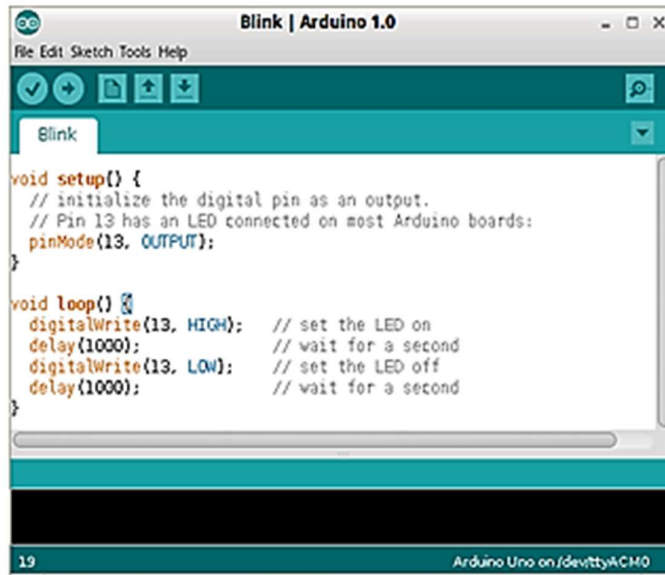 Blink | Arduino 1.0
File Edit Sketch Tools Help
Blink
void setup() {
  // initialize the digital pin as an output.
  // Pin 13 has an LED connected on most Arduino boards:
  pinMode(13, OUTPUT);
}
void loop() {
  digitalWrite(13, HIGH);   // set the LED on
  delay(1000);              // wait for a second
  digitalWrite(13, LOW);    // set the LED off
  delay(1000);              // wait for a second
}
19 Arduino Uno on /dev/ttyACM0